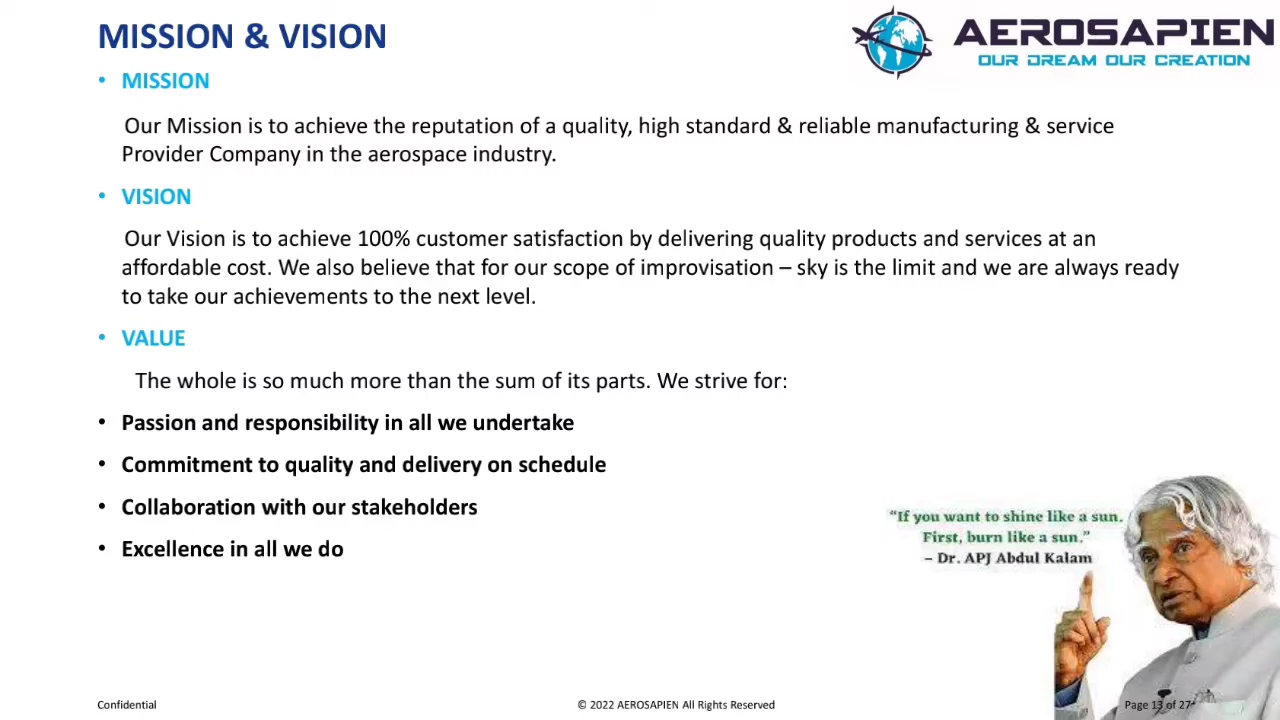 MISSION & VISION
AEROSAPIEN
OUR DREAM OUR CREATION
• MISSION
Our Mission is to achieve the reputation of a quality, high standard & reliable manufacturing & service
Provider Company in the aerospace industry.
• VISION
Our Vision is to achieve 100% customer satisfaction by delivering quality products and services at an
affordable cost. We also believe that for our scope of improvisation – sky is the limit and we are always ready
to take our achievements to the next level.
• VALUE
The whole is so much more than the sum of its parts. We strive for:
• Passion and responsibility in all we undertake
• Commitment to quality and delivery on schedule
• Collaboration with our stakeholders
• Excellence in all we do
“If you want to shine like a sun.
First, burn like a sun.”
– Dr. APJ Abdul Kalam
Confidential
© 2022 AEROSAPIEN All Rights Reserved
Page 13 of 27